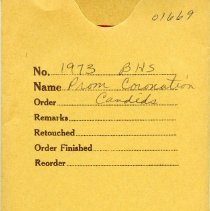 01669
No. 1973 BHS
Name Prom Coronation
Order Candids
Remarks
Retouched
Order Finished
Reorder